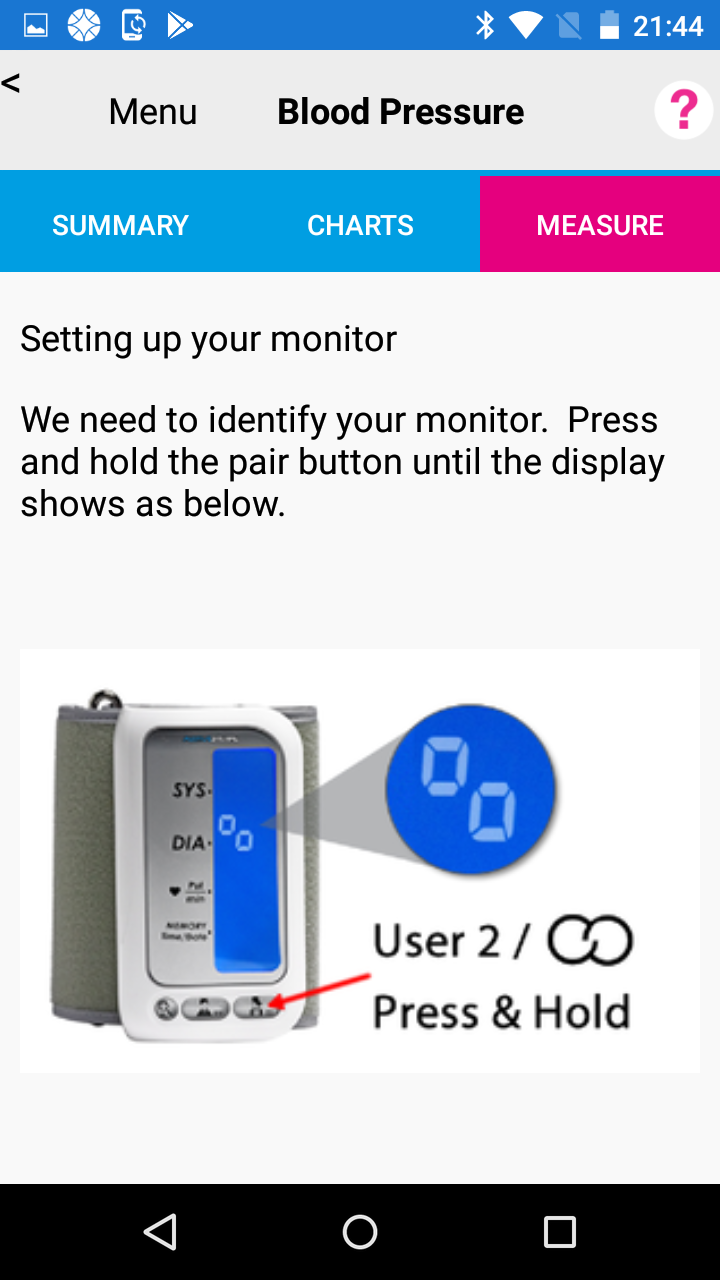 21:44
<
Menu
Blood Pressure
?
SUMMARY
CHARTS
MEASURE
Setting up your monitor
We need to identify your monitor.  Press
and hold the pair button until the display
shows as below.
SYS
DIA
Pul
min
MEMORY
time/Date
User 2 /
Press & Hold